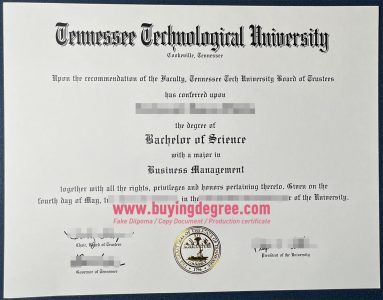 Tennessee Technological University
Cookeville, Tennessee
Upon the recommendation of the Faculty, Tennessee Tech University Board of Trustees
has conferred upon
the degree of
Bachelor of Science
with a major in
Business Management
together with all the rights, privileges and honors pertaining thereto. Given on the
fourth day of May, in the of the University.
www.buyingdegree.com
Fake Ditpoma / Copy Document / Production certificate
Chair, Board of Trustees
President of the University
Governor of Tennessee